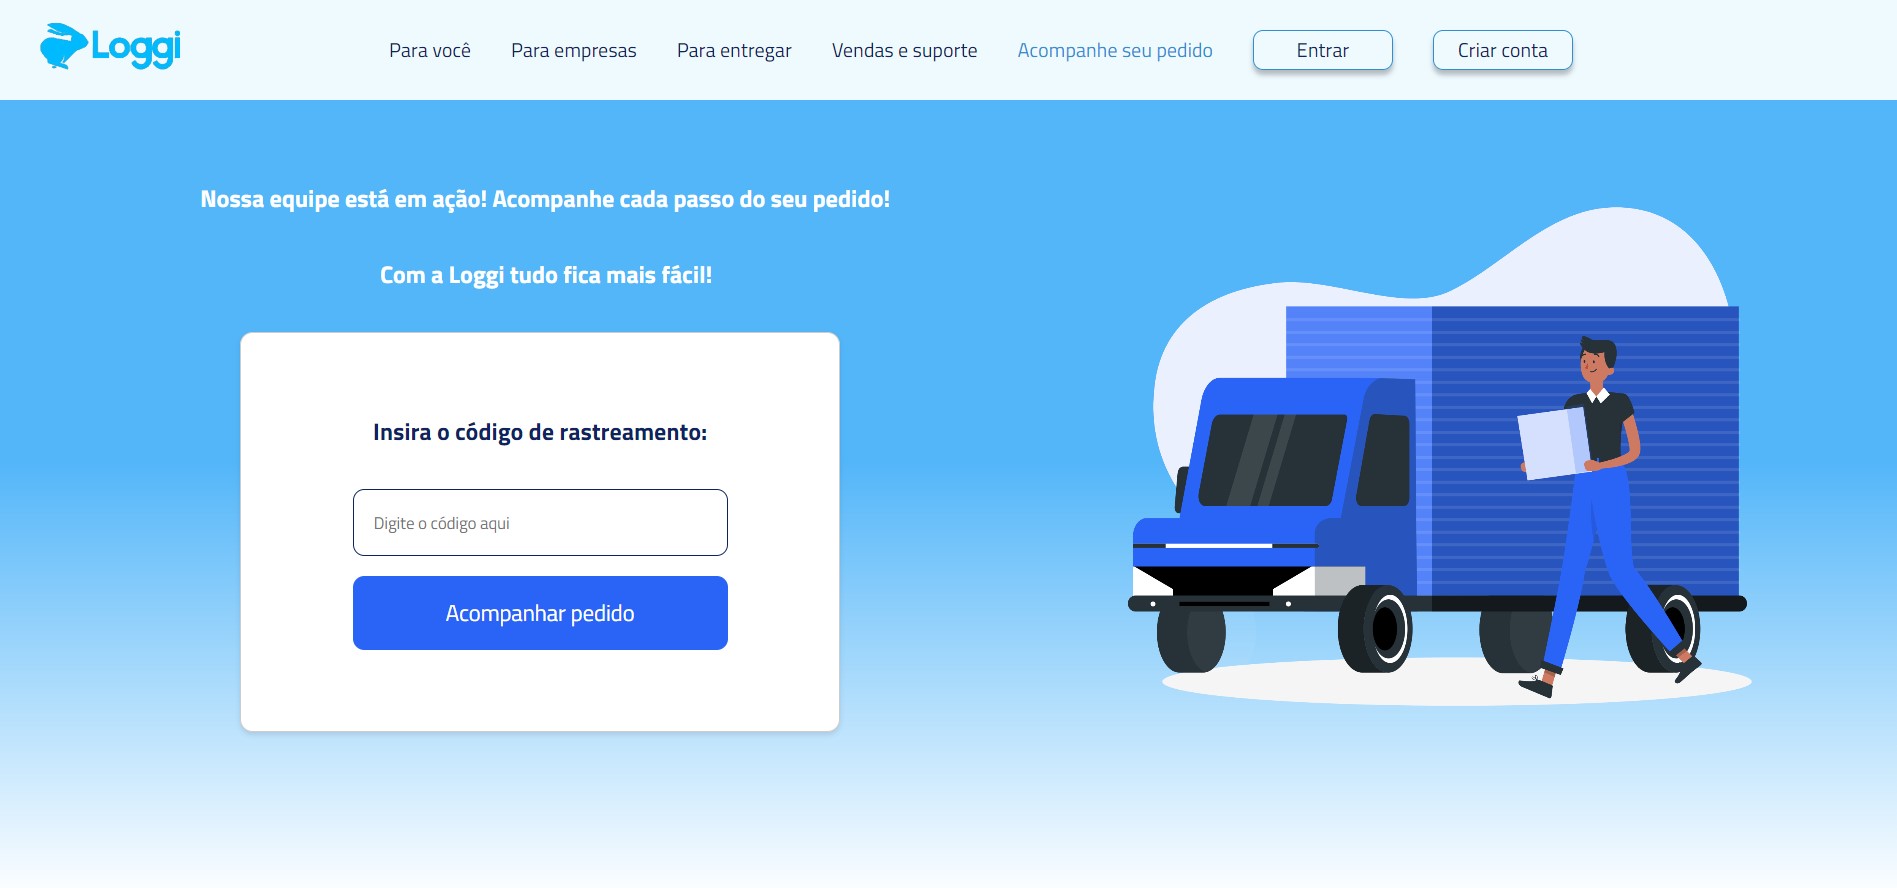 Loggi
Para você
Para empresas
Para entregar
Vendas e suporte
Acompanhe seu pedido
Entrar
Criar conta
Nossa equipe está em ação! Acompanhe cada passo do seu pedido!
Com a Loggi tudo fica mais fácil!
Insira o código de rastreamento:
Digite o código aqui
Acompanhar pedido